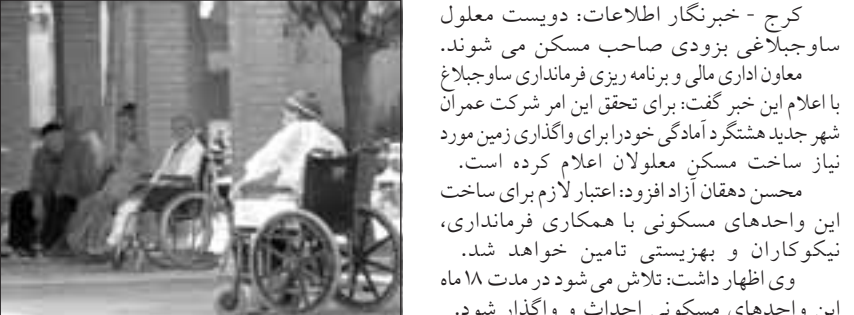 کرج - خبرنگار اطلاعات: دویست معلول
ساوجبلاغی بزودی صاحب مسکن می شوند.
معاون اداری مالی و برنامه ریزی فرمانداری ساوجبلاغ
با اعلام این خبر گفت: برای تحقق این امر شرکت عمران
شهر جدید هشتگرد آمادگی خودرا برای واگذاری زمین مورد
نیاز ساخت مسکن معلولان اعلام کرده است.
محسن دهقان آزاد افزود: اعتبار لازم برای ساخت
این واحدهای مسکونی با همکاری فرمانداری،
نیکوکاران و بهزیستی تامین خواهد شد.
وی اظهار داشت: تلاش می شود در مدت ۱۸ماه
این واحدهای مسکونی احداث و واگذار شود.